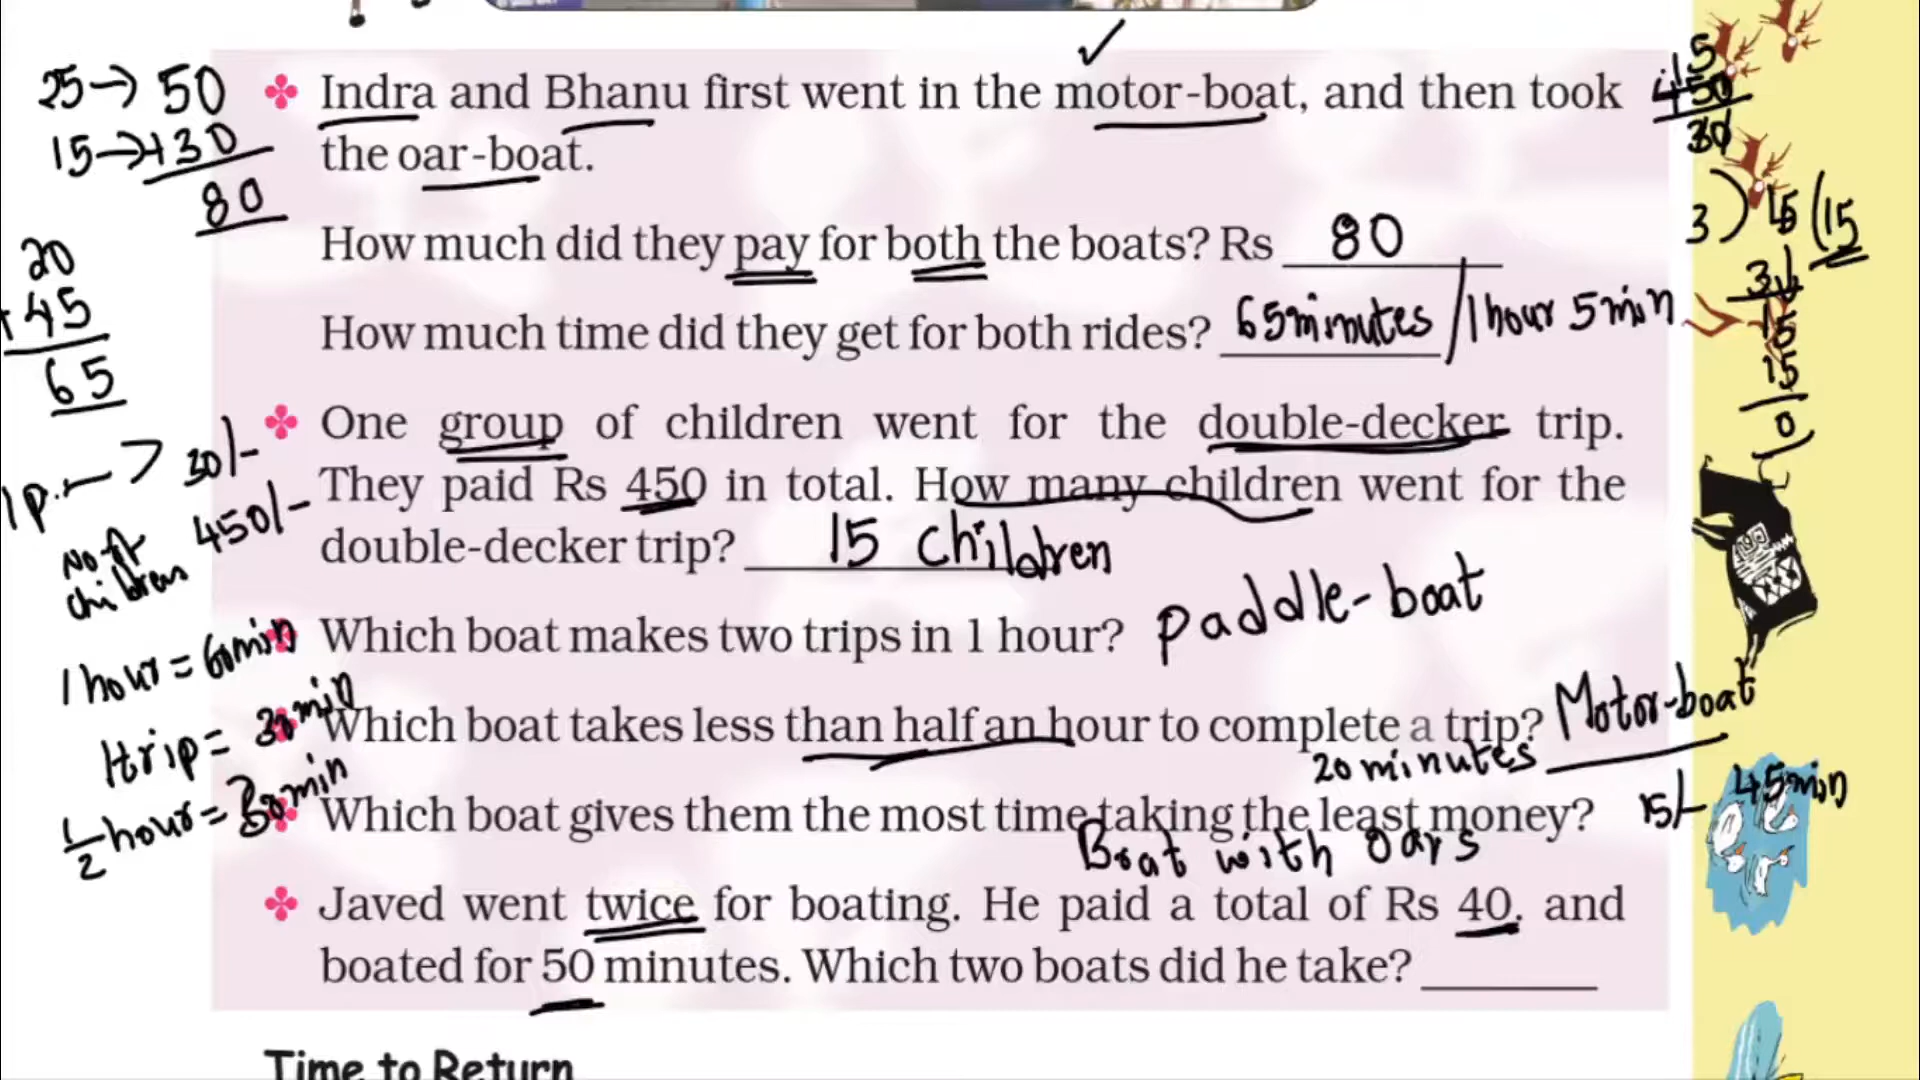 25 → 50
15 → +30
80
Indra and Bhanu first went in the motor-boat, and then took
the oar-boat.
How much did they pay for both the boats? Rs 80
20
+45
65
How much time did they get for both rides? 65 minutes / 1 hour 5 min
One group of children went for the double-decker trip.
1 p. → 30/-
They paid Rs 450 in total. How many children went for the
450/-
double-decker trip? 15 children
No. of
children
Which boat makes two trips in 1 hour? paddle-boat
1 hour = 60 min
Which boat takes less than half an hour to complete a trip? Motor-boat
1 trip = 30 min
20 minutes
Which boat gives them the most time taking the least money? 15/- 45 min
1/2 hour = 30 min
Boat with oars
Javed went twice for boating. He paid a total of Rs 40, and
boated for 50 minutes. Which two boats did he take?
Time to Return